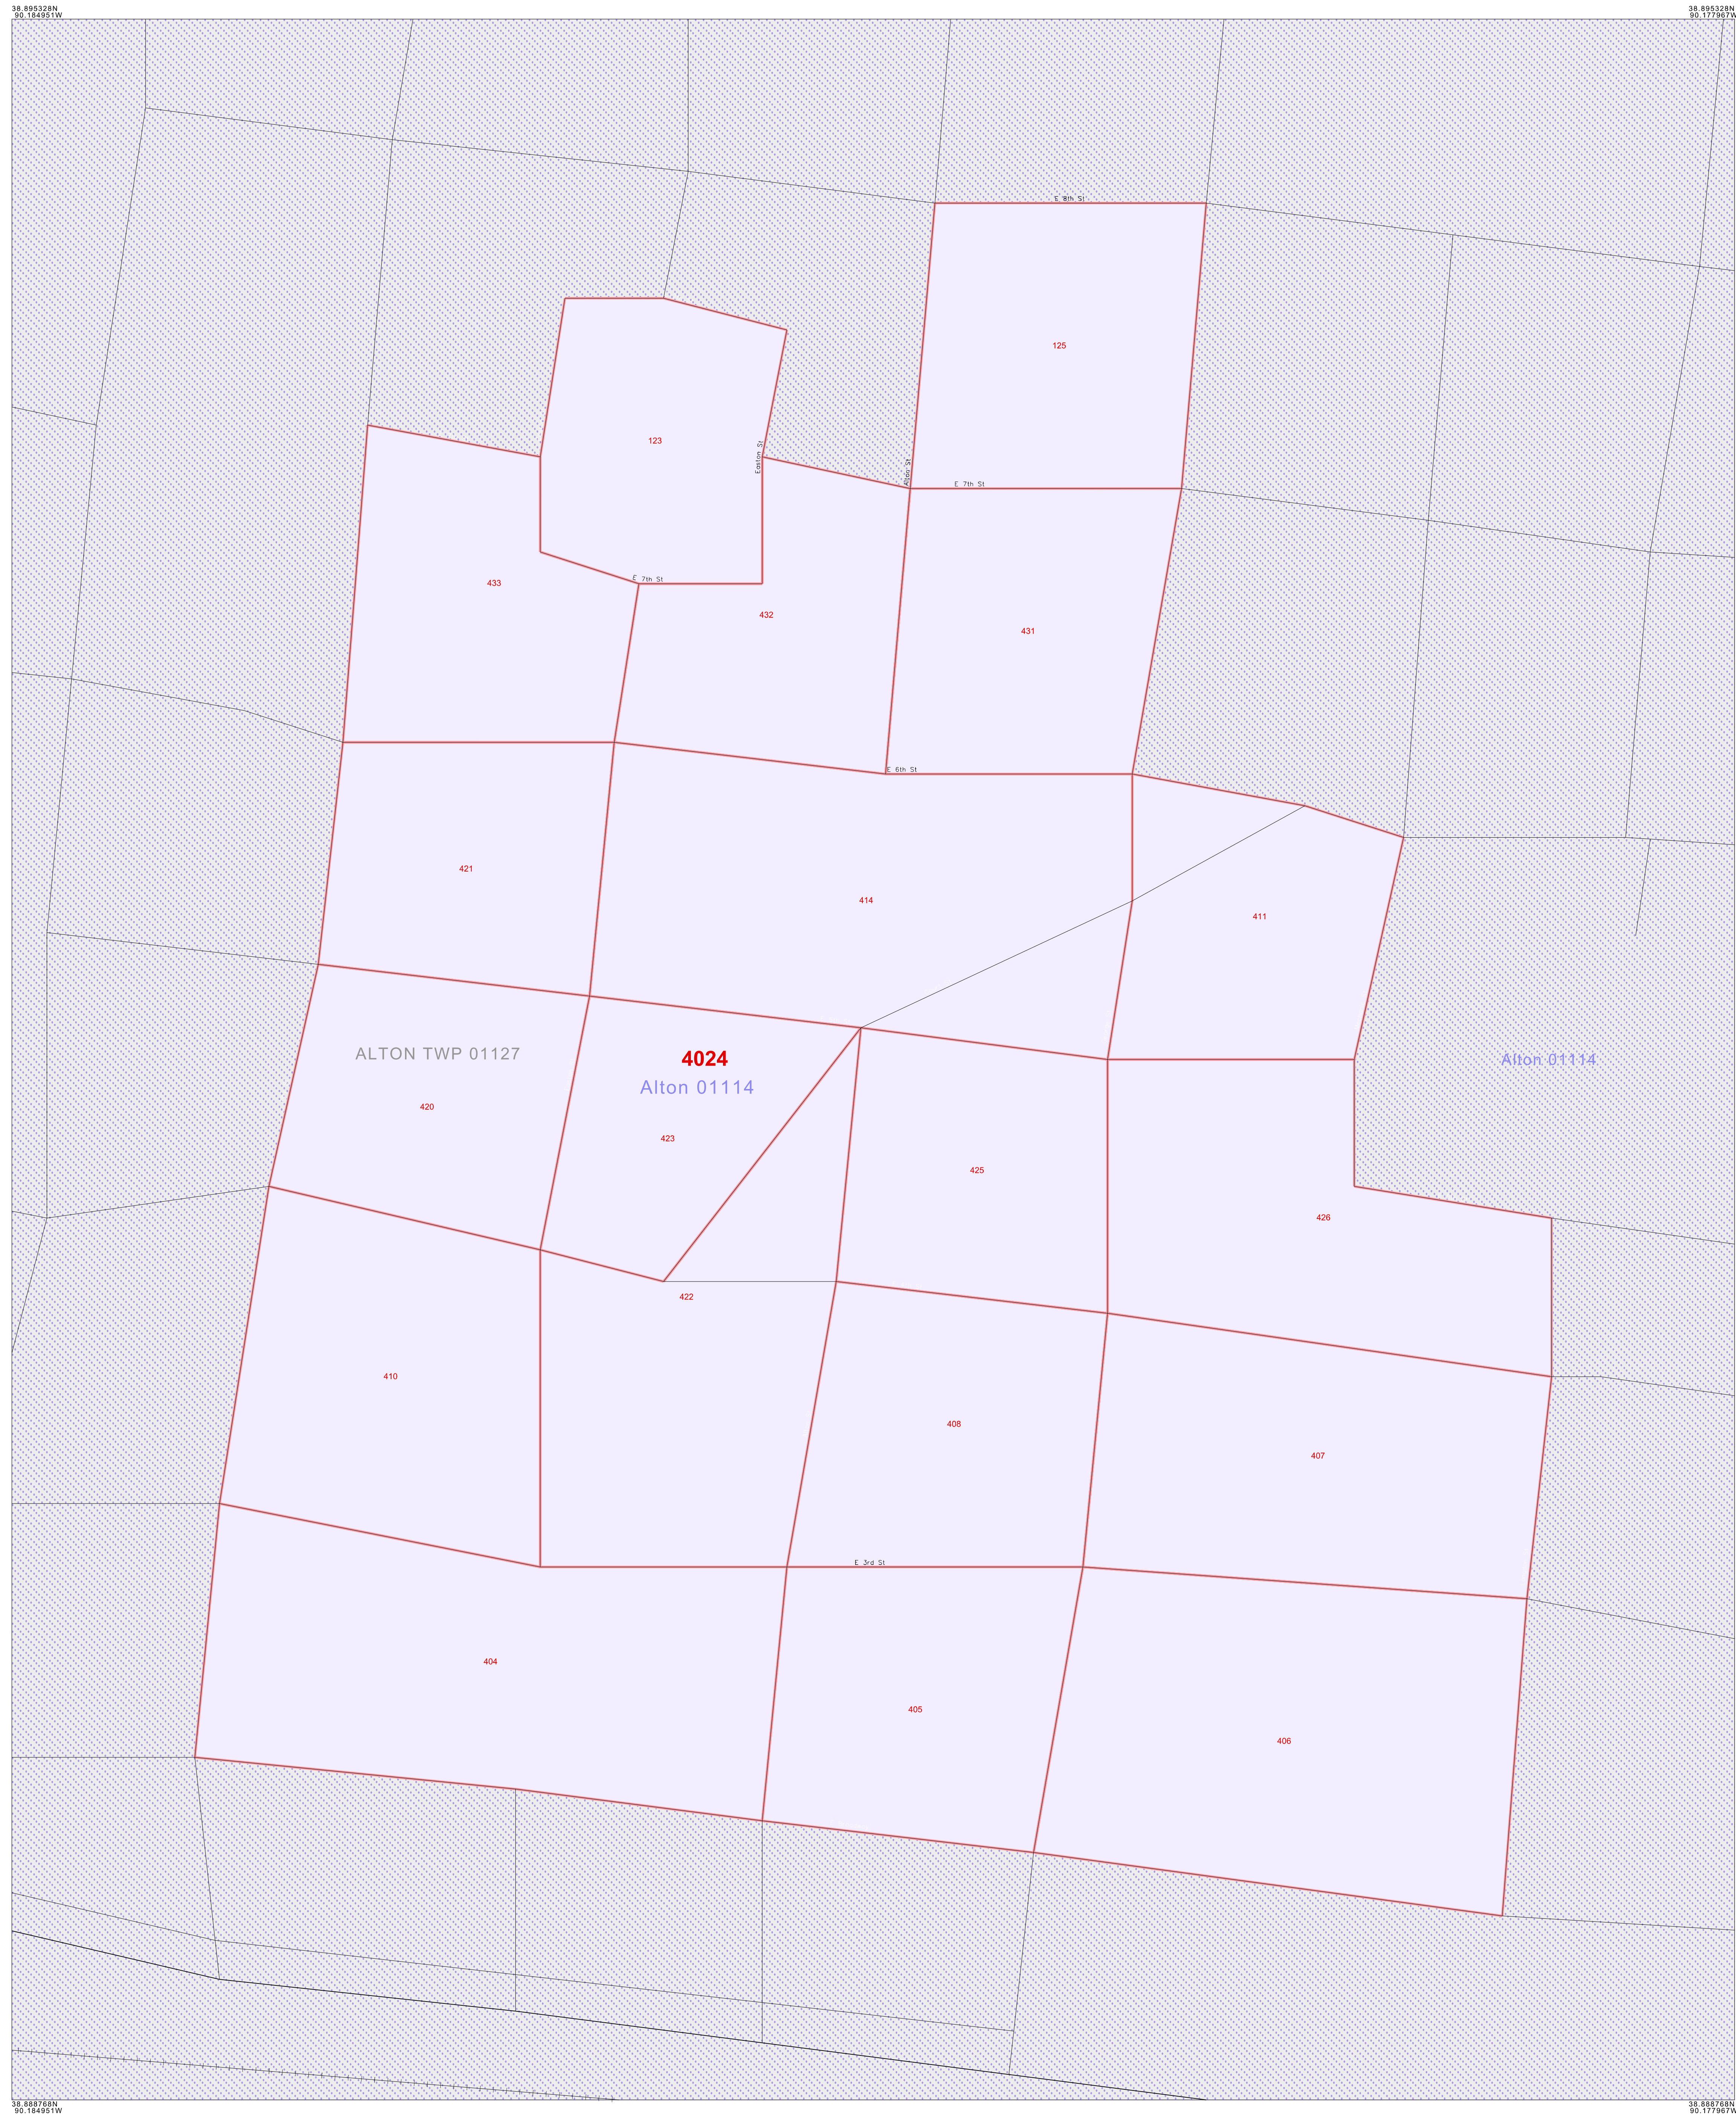 38.895328N
90.184951W
38.895328N
90.177967W
E 8th St
125
123
Easton St
Alton St
E 7th St
E 7th St
433
432
431
E 6th St
421
414
411
ALTON TWP 01127
4024
Alton 01114
Alton 01114
420
423
425
426
422
410
408
407
E 3rd St
404
405
406
38.888768N
90.184951W
38.888768N
90.177967W